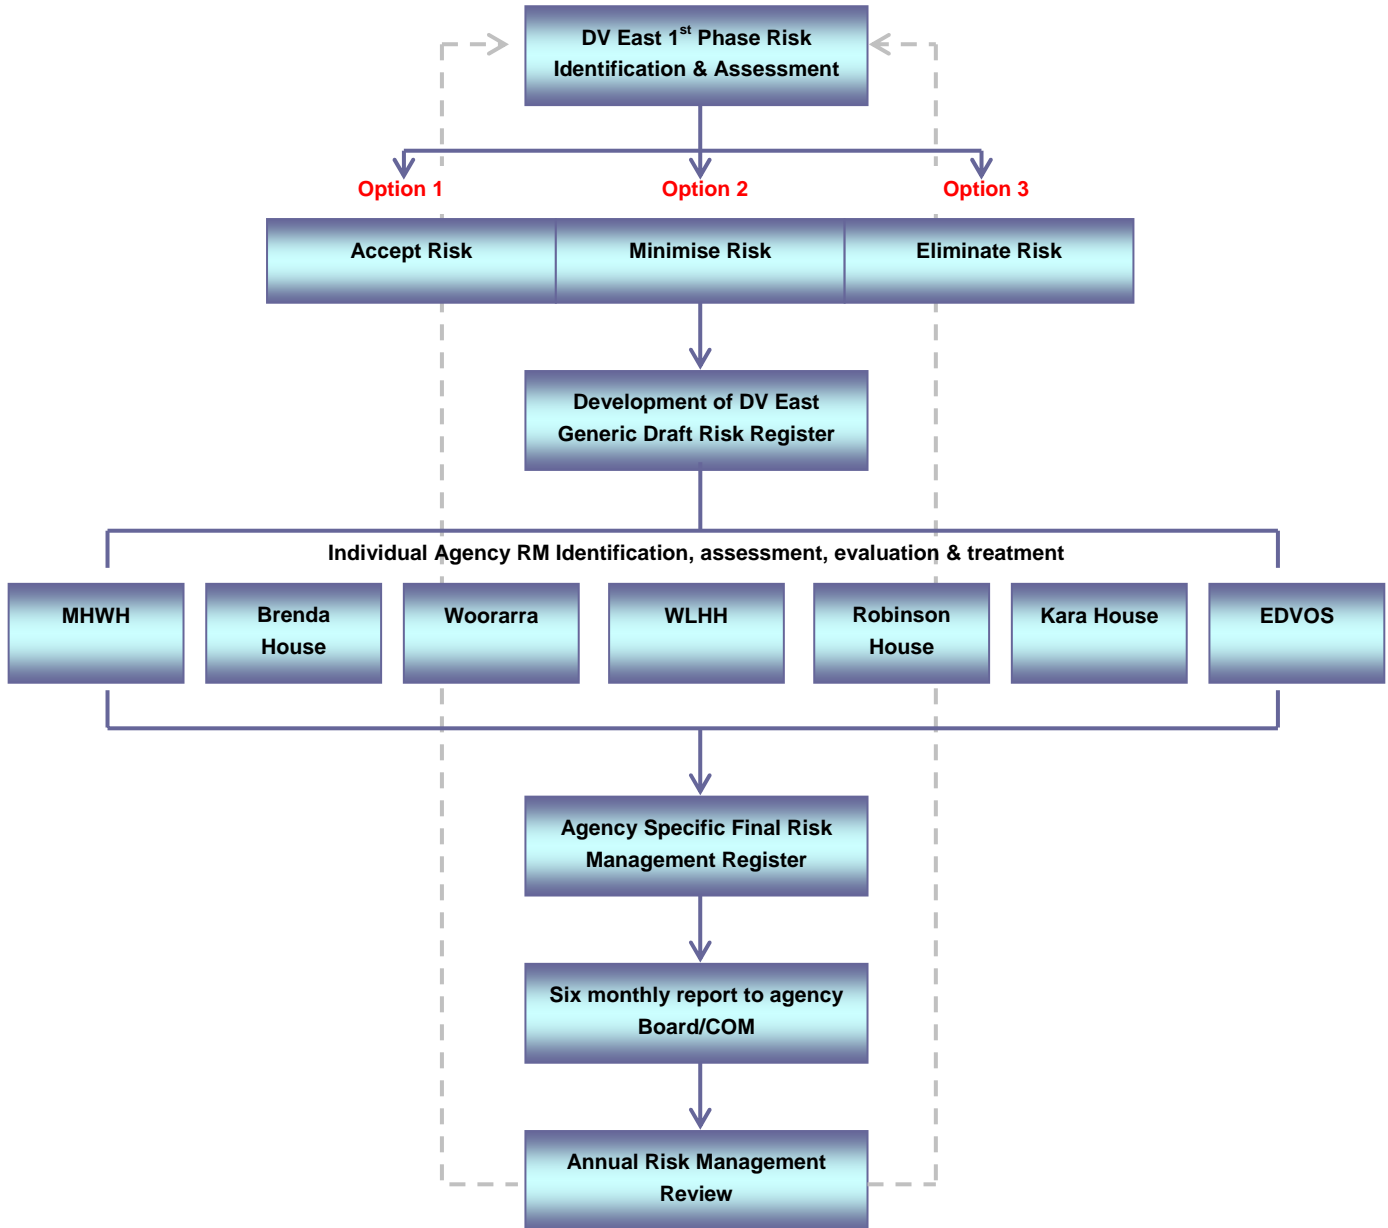 DV East 1st Phase Risk
Identification & Assessment
Option 1
Option 2
Option 3
Accept Risk
Minimise Risk
Eliminate Risk
Development of DV East
Generic Draft Risk Register
Individual Agency RM Identification, assessment, evaluation & treatment
MHWH
Brenda
House
Woorarra
WLHH
Robinson
House
Kara House
EDVOS
Agency Specific Final Risk
Management Register
Six monthly report to agency
Board/COM
Annual Risk Management
Review